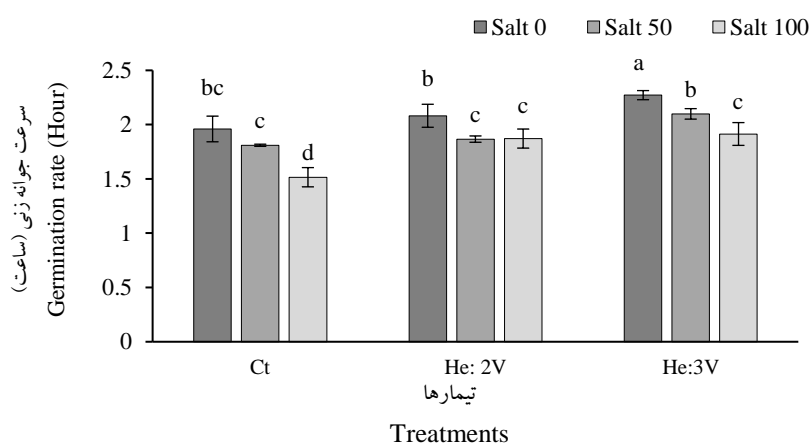 Salt 0 Salt 50 Salt 100
2.5
2
1.5
1
0.5
0
سرعت جوانه زنی (ساعت)
Germination rate (Hour)
bc
c
d
b
c
c
a
b
c
Ct
He: 2V
He:3V
تیمارها
Treatments